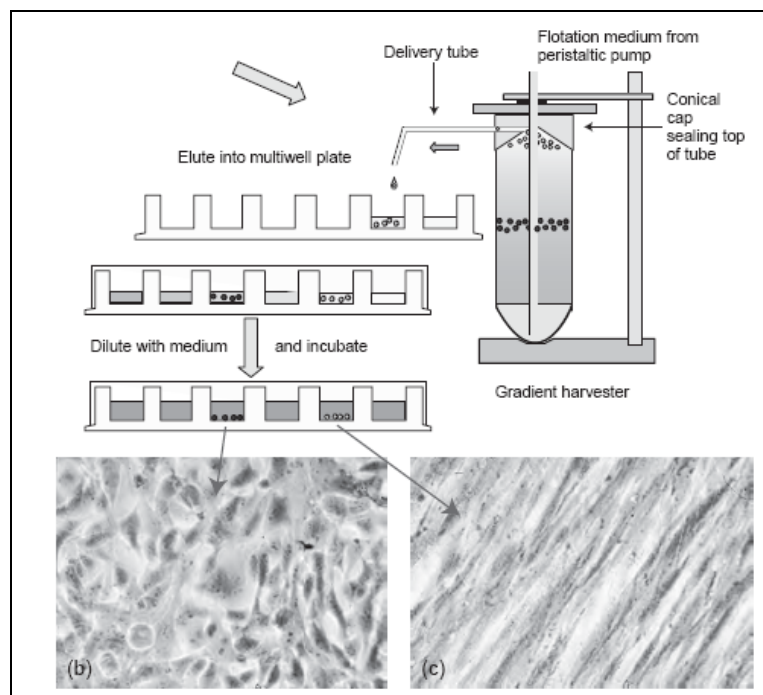 Flotation medium from
peristaltic pump
Delivery tube
Conical
cap
sealing top
of tube
Elute into multiwell plate
Dilute with medium
and incubate
Gradient harvester
(b)
(c)